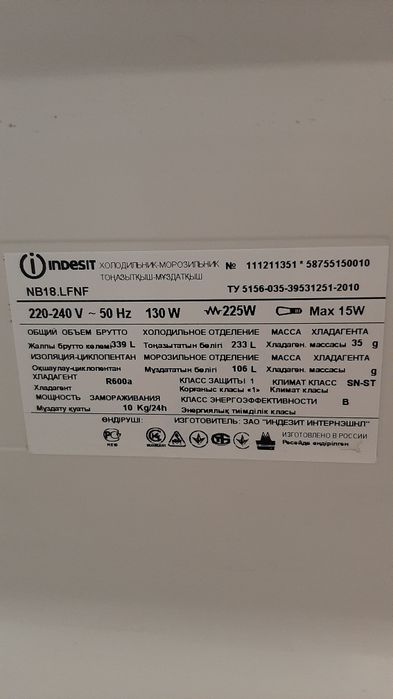 indesit ХОЛОДИЛЬНИК-МОРОЗИЛЬНИК № 111211351 * 58755150010
ТОҢАЗЫТҚЫШ-МҰЗДАТҚЫШ
NB18.LFNF ТУ 5156-035-39531251-2010
220-240 V ~ 50 Hz 130 W 225W Max 15W
ОБЩИЙ ОБЪЕМ БРУТТО ХОЛОДИЛЬНОЕ ОТДЕЛЕНИЕ МАССА ХЛАДАГЕНТА
Жалпы брутто көлемі 339 L Тоңазытатын бөлігі 233 L Хладаген. массасы 35 g
ИЗОЛЯЦИЯ-ЦИКЛОПЕНТАН МОРОЗИЛЬНОЕ ОТДЕЛЕНИЕ МАССА ХЛАДАГЕНТА
Оқшаулау-циклопентан Мұздататын бөлігі 106 L Хладаген. массасы g
ХЛАДАГЕНТ R600a КЛАСС ЗАЩИТЫ 1 КЛИМАТ КЛАСС SN-ST
Хладагент Корғаныс класы «1» Климат класы
МОЩНОСТЬ ЗАМОРАЖИВАНИЯ КЛАСС ЭНЕРГОЭФФЕКТИВНОСТИ B
Мұздату қуаты 10 Kg/24h Энергиялық тиімділік класы
ӨНДІРУШІ: ИЗГОТОВИТЕЛЬ: ЗАО "ИНДЕЗИТ ИНТЕРНЭШНЛ"
ИЗГОТОВЛЕНО В РОССИИ
Ресейде өндірілген